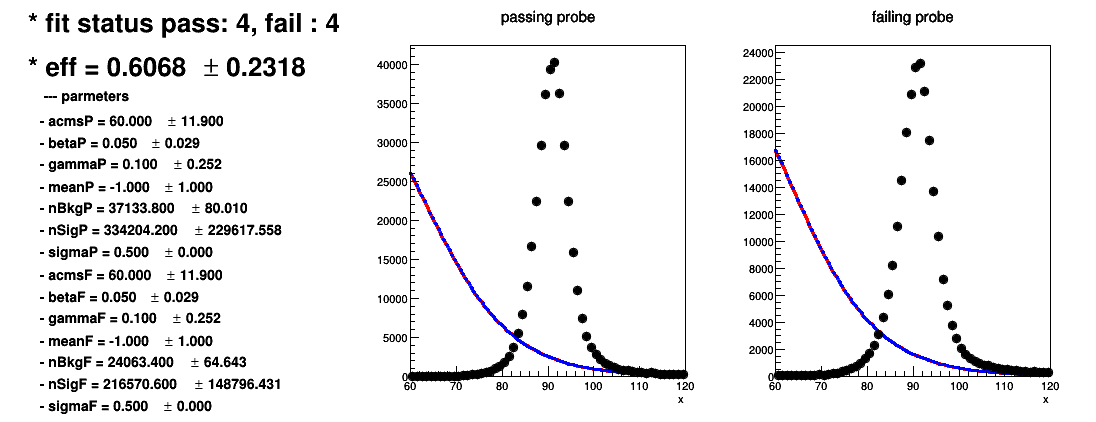 * fit status pass: 4, fail : 4
* eff = 0.6068 ± 0.2318
--- parmeters
- acmsP = 60.000 ± 11.900
- betaP = 0.050 ± 0.029
- gammaP = 0.100 ± 0.252
- meanP = -1.000 ± 1.000
- nBkgP = 37133.800 ± 80.010
- nSigP = 334204.200 ± 229617.558
- sigmaP = 0.500 ± 0.000
- acmsF = 60.000 ± 11.900
- betaF = 0.050 ± 0.029
- gammaF = 0.100 ± 0.252
- meanF = -1.000 ± 1.000
- nBkgF = 24063.400 ± 64.643
- nSigF = 216570.600 ± 148796.431
- sigmaF = 0.500 ± 0.000
passing probe
40000
35000
30000
25000
20000
15000
10000
5000
0
60 70 80 90 100 110 120
x
failing probe
24000
22000
20000
18000
16000
14000
12000
10000
8000
6000
4000
2000
0
60 70 80 90 100 110 120
x